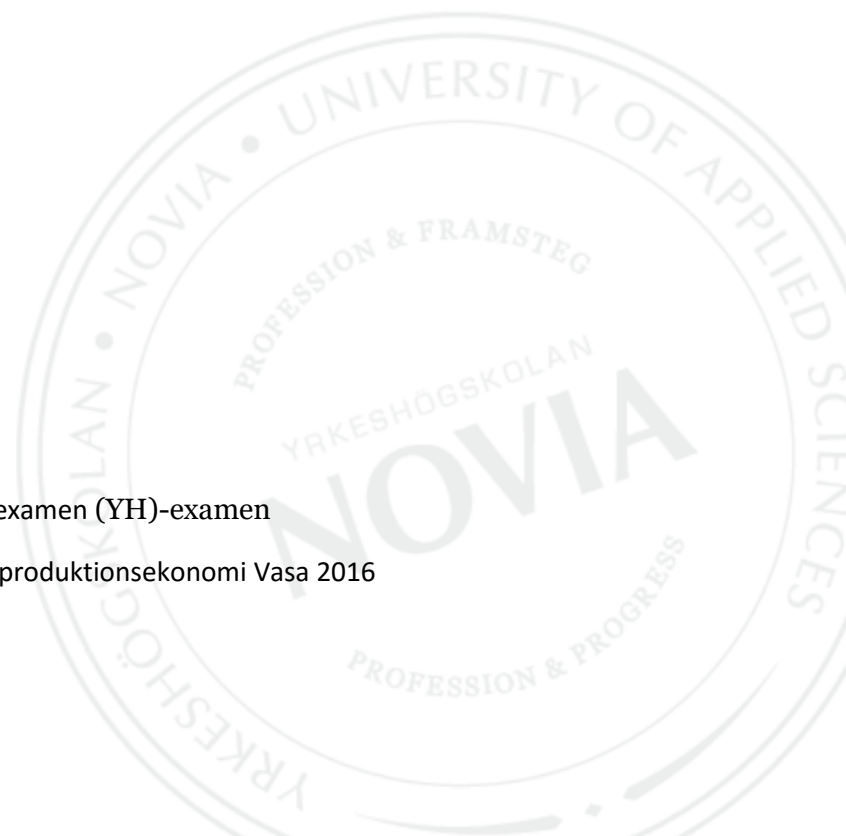 • NOVIA • UNIVERSITY OF APPLIED SCIENCES
PROFESSION & FRAMSTEG
YRKESHÖGSKOLAN
NOVIA
examen (YH)-examen
produktionsekonomi Vasa 2016
PROFESSION & PROGRESS
YRKESHÖGSKOLAN